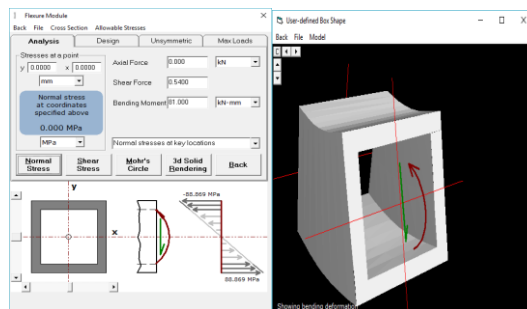 Flexure Module
Back File Cross Section Allowable Stresses
Analysis Design Unsymmetric Max Loads
Stresses at a point
y 0.0000 x 0.0000
mm
Normal stress
at coordinates
specified above
0.000 MPa
MPa
Axial Force 0.000 kN
Shear Force 0.5400
Bending Moment 81.000 kN-mm
Normal stresses at key locations
Normal Stress
Shear Stress
Mohr's Circle
3d Solid Rendering
Back
y
x
-88.869 MPa
88.869 MPa
User-defined Box Shape
Back File Model
Showing bending deformation